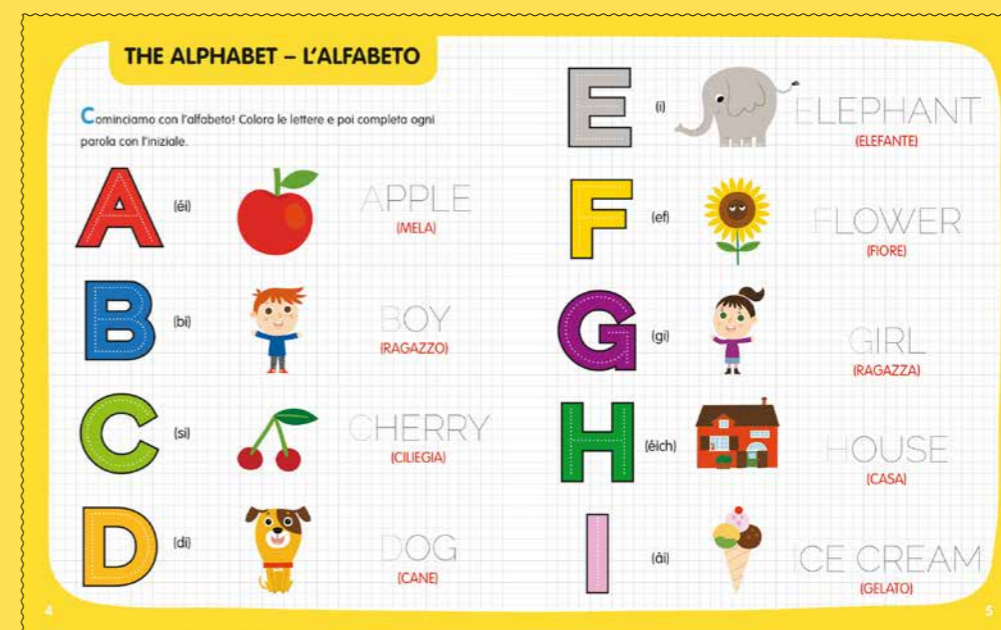 THE ALPHABET – L'ALFABETO
Cominciamo con l'alfabeto! Colora le lettere e poi completa ogni
parola con l'iniziale.
A
(éi)
APPLE
(MELA)
B
(bi)
BOY
(RAGAZZO)
C
(si)
CHERRY
(CILIEGIA)
D
(di)
DOG
(CANE)
4
E
(i)
ELEPHANT
(ELEFANTE)
F
(ef)
FLOWER
(FIORE)
G
(gi)
GIRL
(RAGAZZA)
H
(éich)
HOUSE
(CASA)
I
(ài)
ICE CREAM
(GELATO)
5